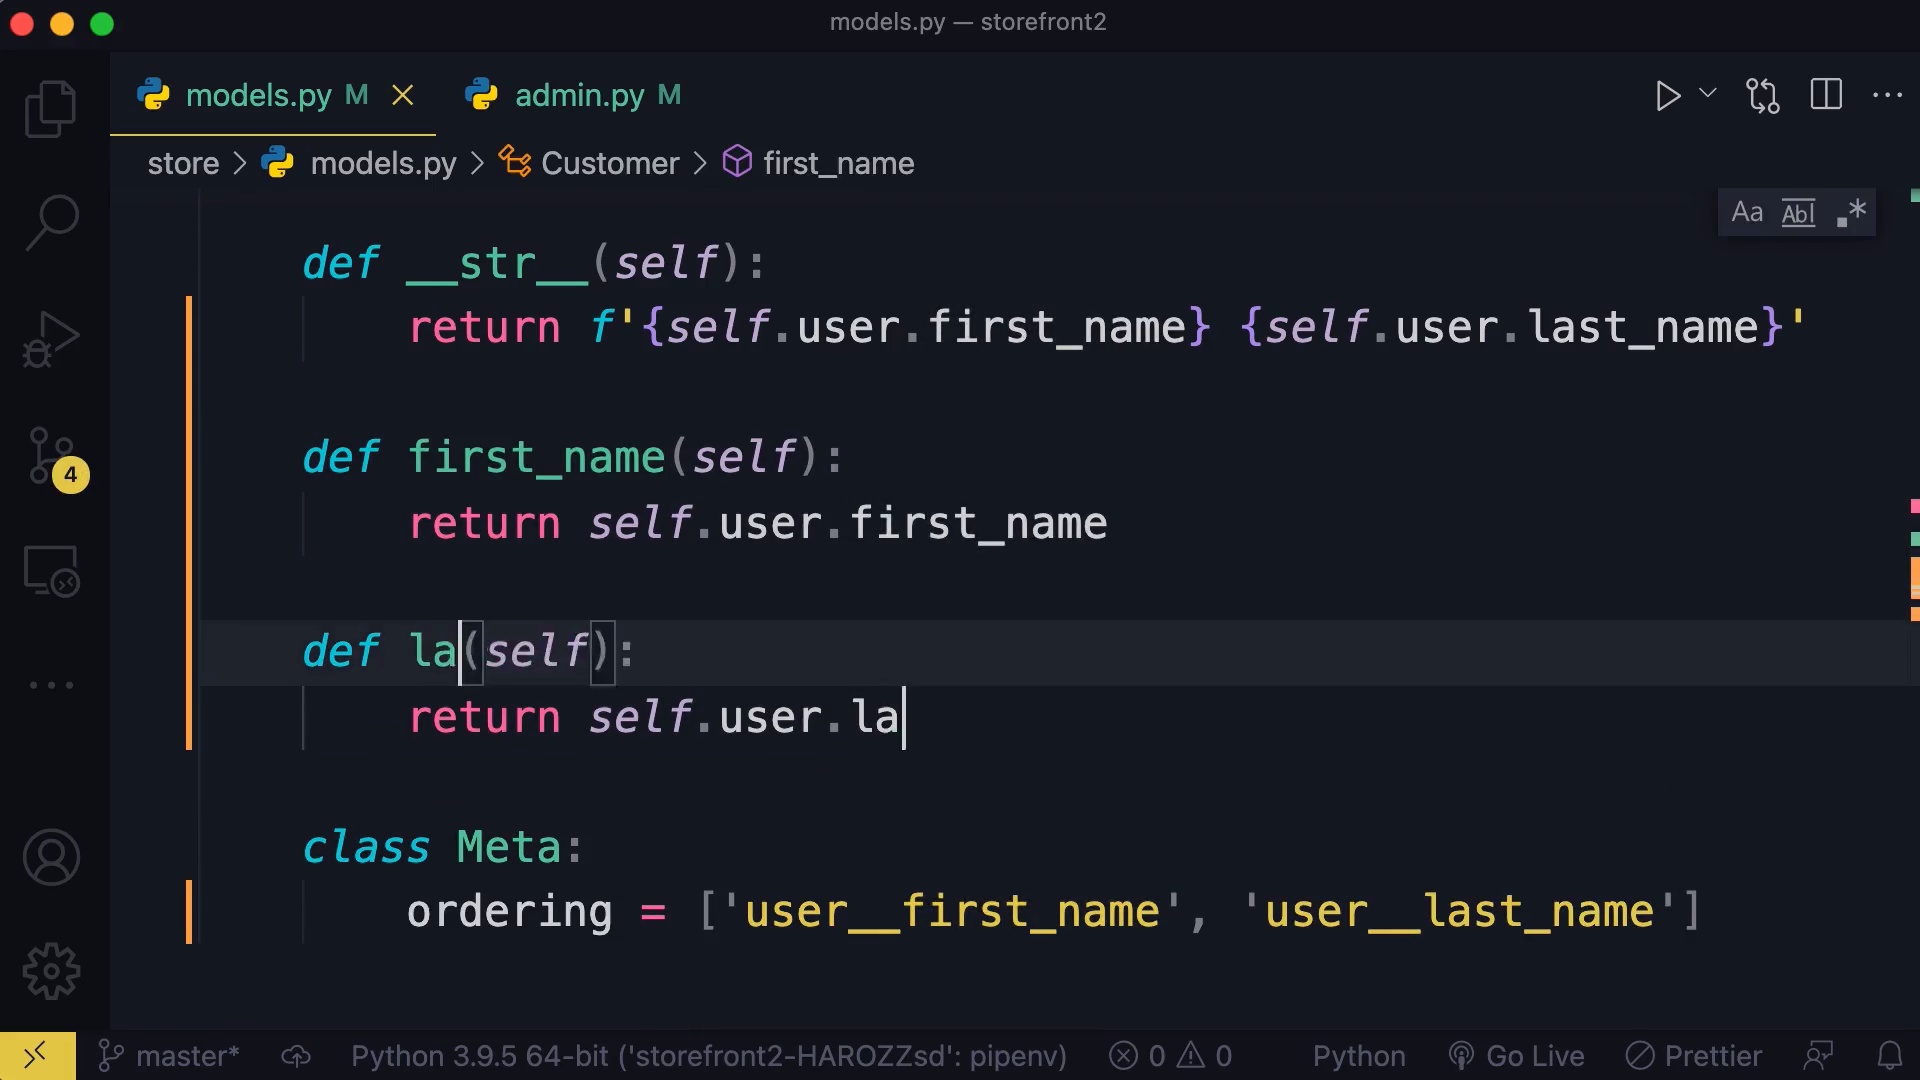 models.py — storefront2
models.py M admin.py M
store > models.py > Customer > first_name
Aa Abl .*
def __str__(self):
return f'{self.user.first_name} {self.user.last_name}'
def first_name(self):
return self.user.first_name
def la(self):
return self.user.la
class Meta:
ordering = ['user__first_name', 'user__last_name']
4
master* Python 3.9.5 64-bit ('storefront2-HAROZZsd': pipenv) 0 0 Python Go Live Prettier